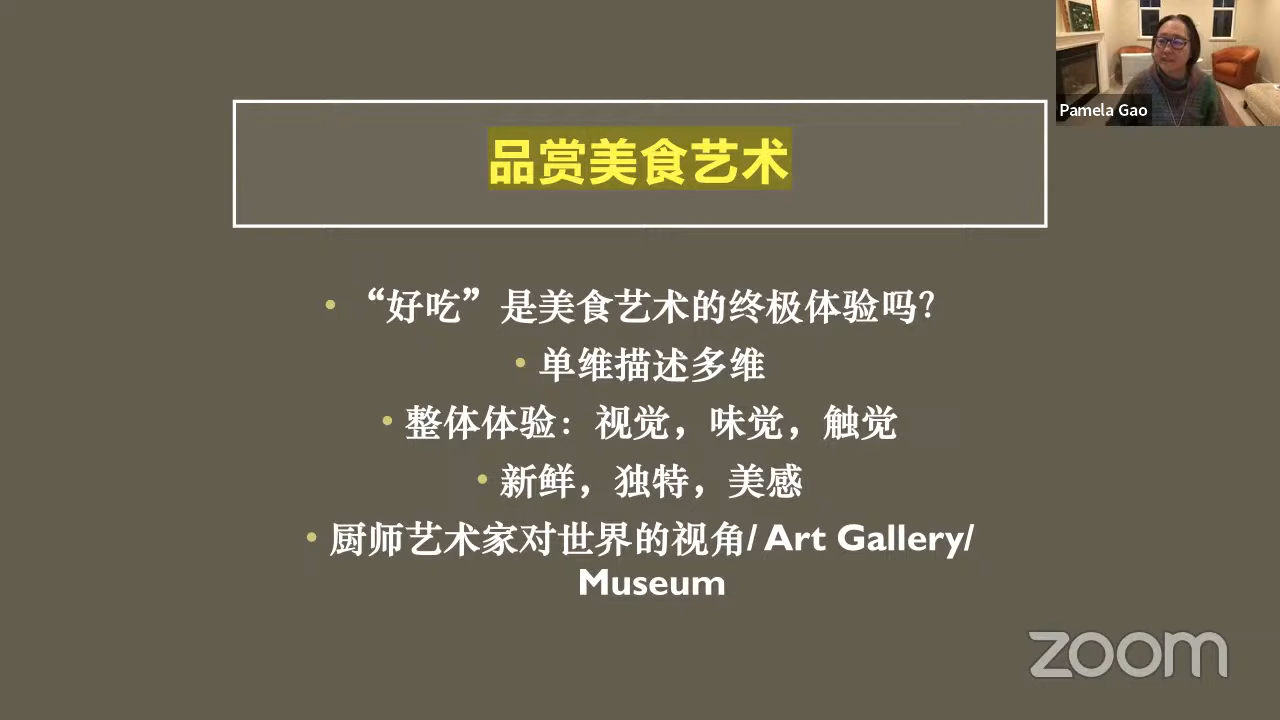 Pamela Gao
品赏美食艺术
• “好吃”是美食艺术的终极体验吗？
• 单维描述多维
• 整体体验：视觉，味觉，触觉
• 新鲜，独特，美感
• 厨师艺术家对世界的视角/ Art Gallery/
Museum
zoom